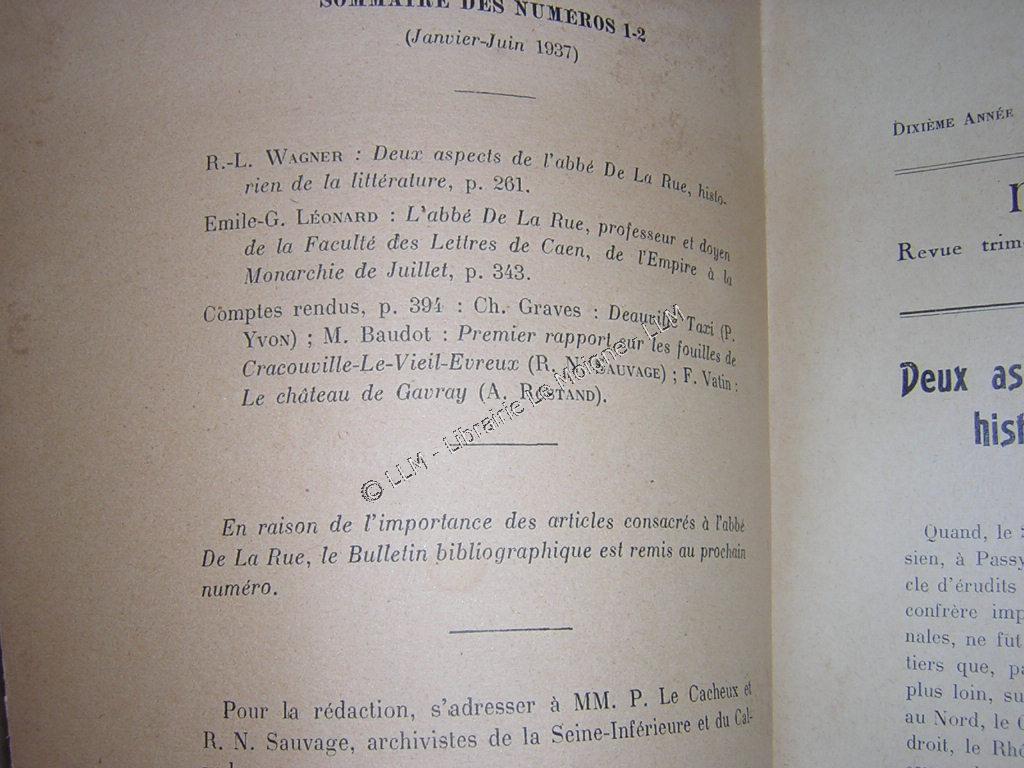 SOMMAIRE DES NUMÉROS 1-2
(Janvier-Juin 1937)
R.-L. WAGNER : Deux aspects de l'abbé De La Rue, histo-
rien de la littérature, p. 261.
Emile-G. LÉONARD : L'abbé De La Rue, professeur et doyen
de la Faculté des Lettres de Caen, de l'Empire à la
Monarchie de Juillet, p. 343.
Comptes rendus, p. 394 : Ch. Graves : Deauville Taxi (P.
YVON) ; M. Baudot : Premier rapport sur les fouilles de
Cracouville-Le-Vieil-Evreux (R. N. SAUVAGE) ; F. Vatin :
Le château de Gavray (A. ROSTAND).
© LLM - Librairie Le Moigne - LLM
En raison de l'importance des articles consacrés à l'abbé
De La Rue, le Bulletin bibliographique est remis au prochain
numéro.
Pour la rédaction, s'adresser à MM. P. Le Cacheux et
R. N. Sauvage, archivistes de la Seine-Inférieure et du Cal-
DIXIÈME ANNÉE
Revue trim
Deux as
hist
Quand, le
sien, à Passy
cle d'érudits
confrère imp
nales, ne fut
tiers que, pa
plus loin, su
au Nord, le
droit, le Rhô